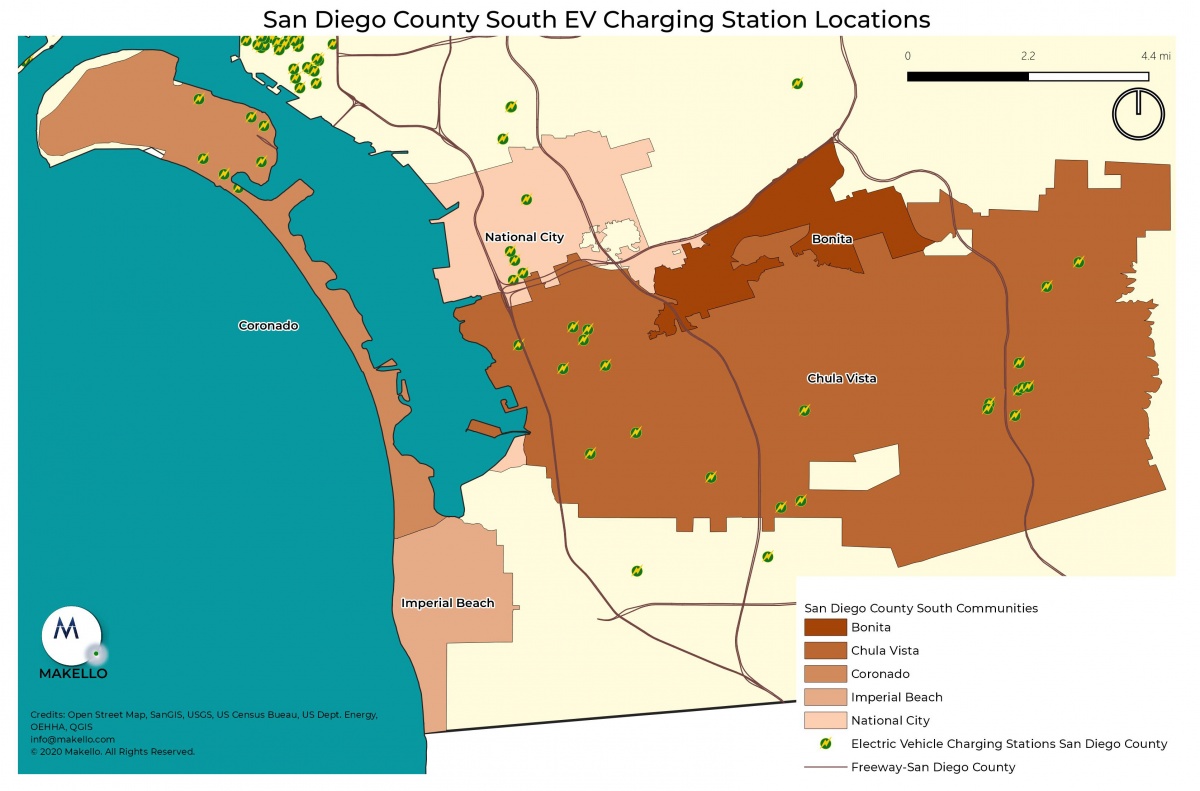 San Diego County South EV Charging Station Locations
0 2.2 4.4 mi
National City
Bonita
Coronado
Chula Vista
Imperial Beach
M
MAKELLO
Credits: Open Street Map, SanGIS, USGS, US Census Bueau, US Dept. Energy,
OEHHA, QGIS
info@makello.com
© 2020 Makello. All Rights Reserved.
San Diego County South Communities
Bonita
Chula Vista
Coronado
Imperial Beach
National City
Electric Vehicle Charging Stations San Diego County
Freeway-San Diego County